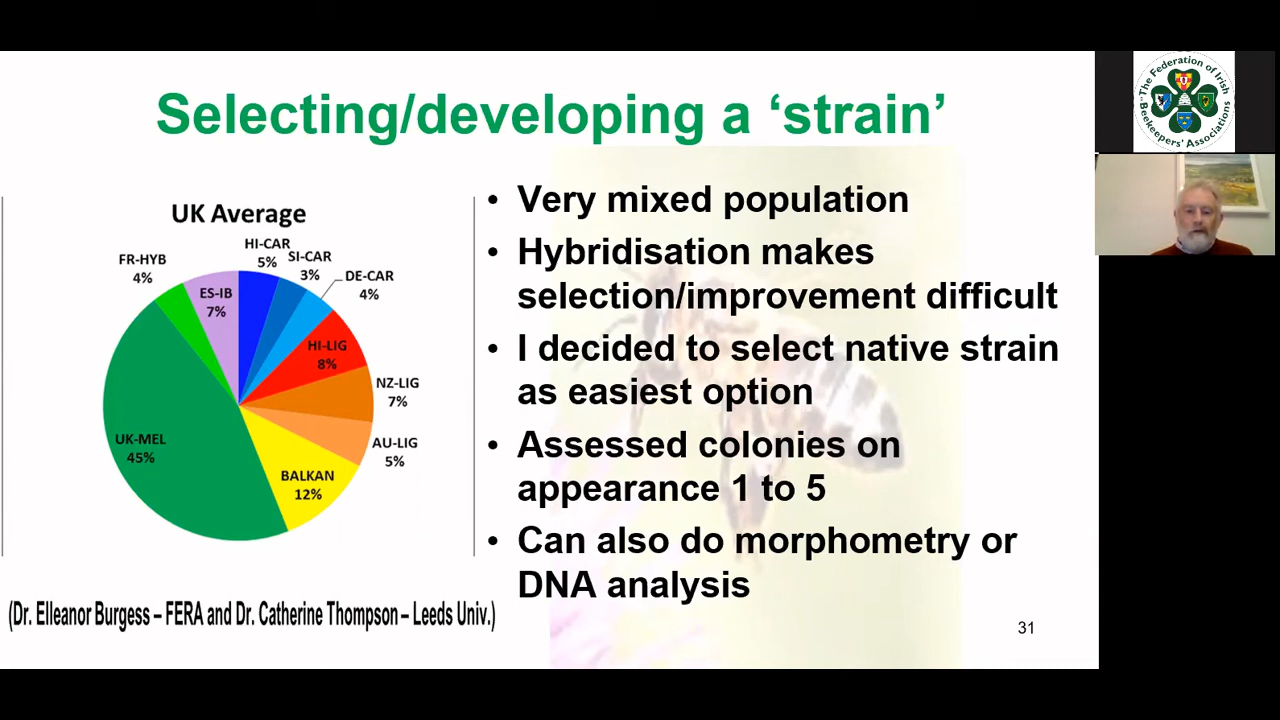 Selecting/developing a ‘strain’
UK Average
HI-CAR
5%
SI-CAR
3%
DE-CAR
4%
FR-HYB
4%
ES-IB
7%
HI-LIG
8%
NZ-LIG
7%
AU-LIG
5%
UK-MEL
45%
BALKAN
12%
(Dr. Elleanor Burgess – FERA and Dr. Catherine Thompson – Leeds Univ.)
• Very mixed population
• Hybridisation makes
selection/improvement difficult
• I decided to select native strain
as easiest option
• Assessed colonies on
appearance 1 to 5
• Can also do morphometry or
DNA analysis
31
"The Federation of Irish
Beekeepers' Associations"